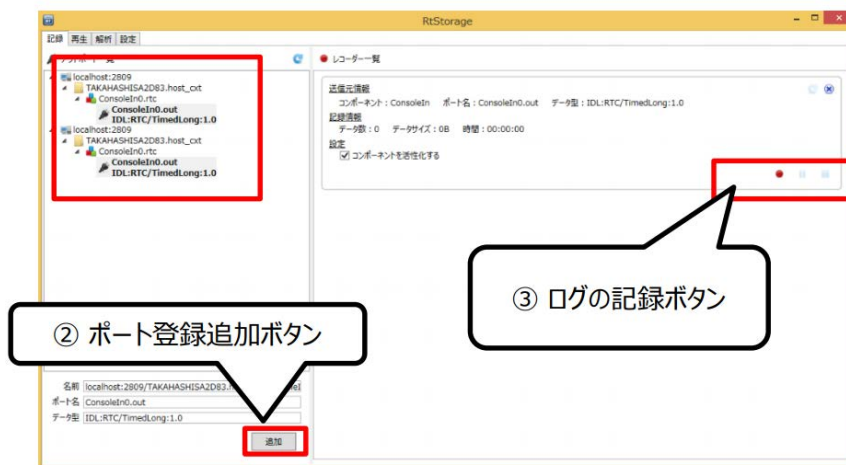 RtStorage
記録 再生 解析 設定
レコーダー一覧
localhost:2809
TAKAHASHISA2D83.host_cxt
ConsoleIn0.rtc
ConsoleIn0.out
IDL:RTC/TimedLong:1.0
localhost:2809
TAKAHASHISA2D83.host_cxt
ConsoleIn0.rtc
ConsoleIn0.out
IDL:RTC/TimedLong:1.0
送信元情報
コンポーネント : ConsoleIn ポート名 : ConsoleIn0.out データ型 : IDL:RTC/TimedLong:1.0
記録情報
データ数 : 0 データサイズ : 0B 時間 : 00:00:00
設定
コンポーネントを活性化する
③ ログの記録ボタン
② ポート登録追加ボタン
名前 localhost:2809/TAKAHASHISA2D83.h
ポート名 ConsoleIn0.out
データ型 IDL:RTC/TimedLong:1.0
追加